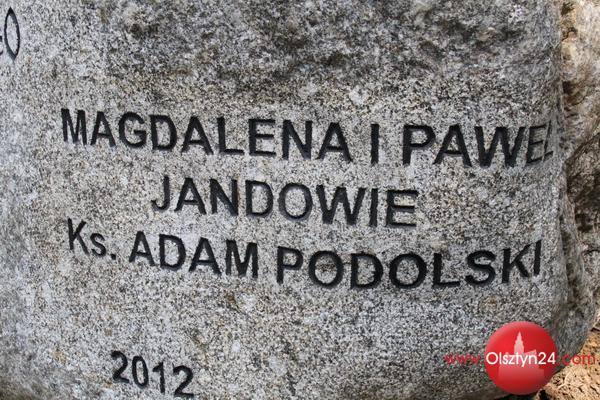 MAGDALENA I PAWEŁ
JANDOWIE
Ks. ADAM PODOLSKI
2012
www.Olsztyn24.com